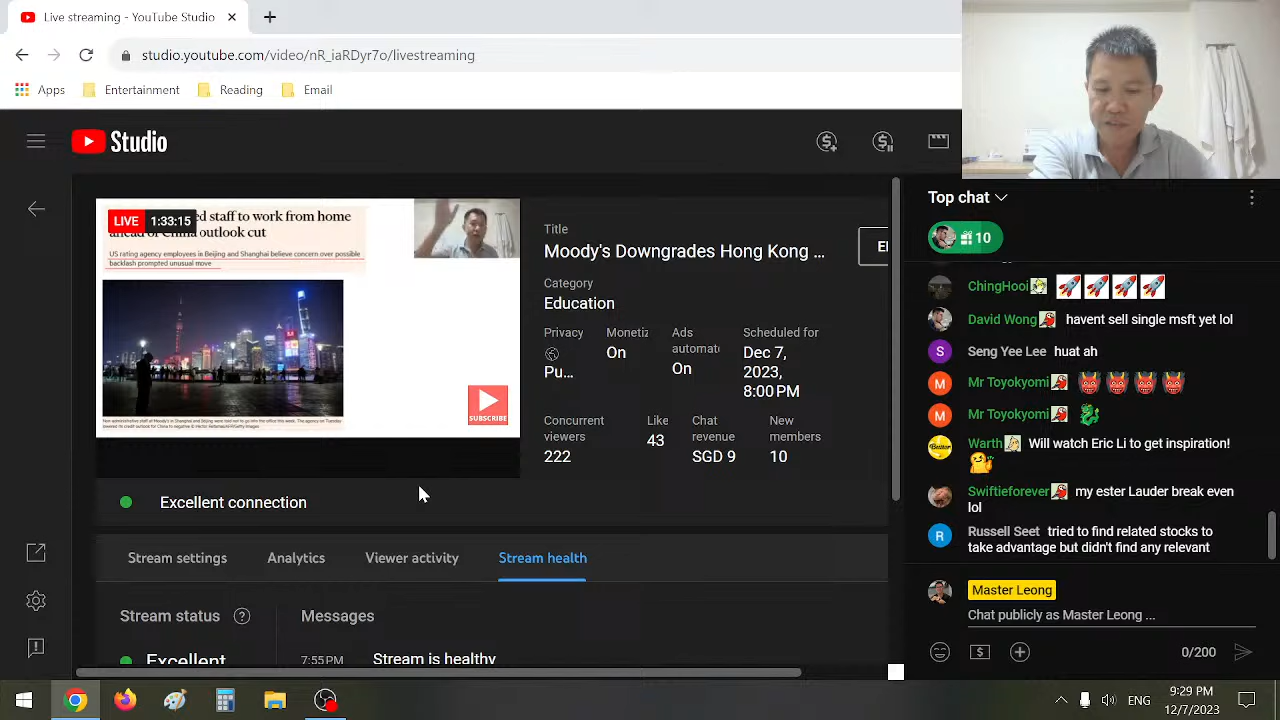 Live streaming - YouTube Studio
studio.youtube.com/video/nR_iaRDyr7o/livestreaming
Apps
Entertainment
Reading
Email
Studio
LIVE 1:33:15
ed staff to work from home
ahead of China outlook cut
US rating agency employees in Beijing and Shanghai believe concern over possible
backlash prompted unusual move
SUBSCRIBE
Title
Moody's Downgrades Hong Kong ...
Category
Education
Privacy
Pu...
Monetiz
On
Ads
automat
On
Scheduled for
Dec 7,
2023,
8:00 PM
Concurrent
viewers
222
Like
43
Chat
revenue
SGD 9
New
members
10
Excellent connection
Stream settings
Analytics
Viewer activity
Stream health
Stream status
Messages
Excellent
7:55 PM Stream is healthy
Top chat
10
ChingHooi
David Wong havent sell single msft yet lol
S Seng Yee Lee huat ah
M Mr Toyokyomi
M Mr Toyokyomi
Warth Will watch Eric Li to get inspiration!
Swiftieforever my ester Lauder break even
lol
R Russell Seet tried to find related stocks to
take advantage but didn't find any relevant
Master Leong
Chat publicly as Master Leong ...
0/200
ENG
9:29 PM
12/7/2023